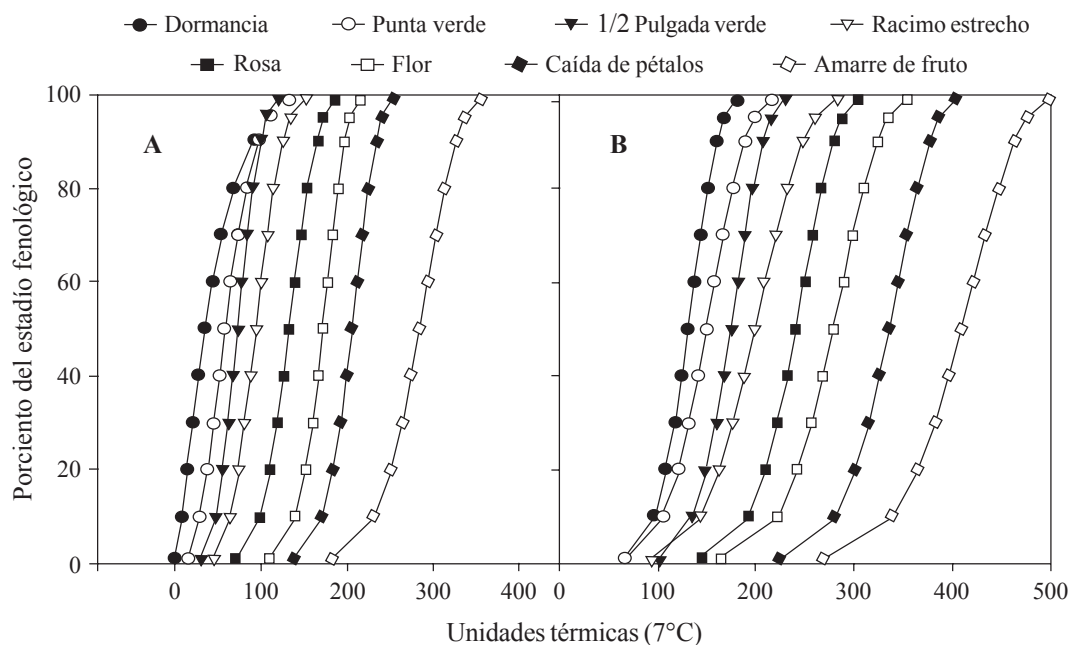 Dormancia Punta verde 1/2 Pulgada verde Racimo estrecho
Rosa Flor Caída de pétalos Amarre de fruto
100
80
60
40
20
0
Porciento del estadío fenológico
A
B
0 100 200 300 400 100 200 300 400 500
Unidades térmicas (7°C)